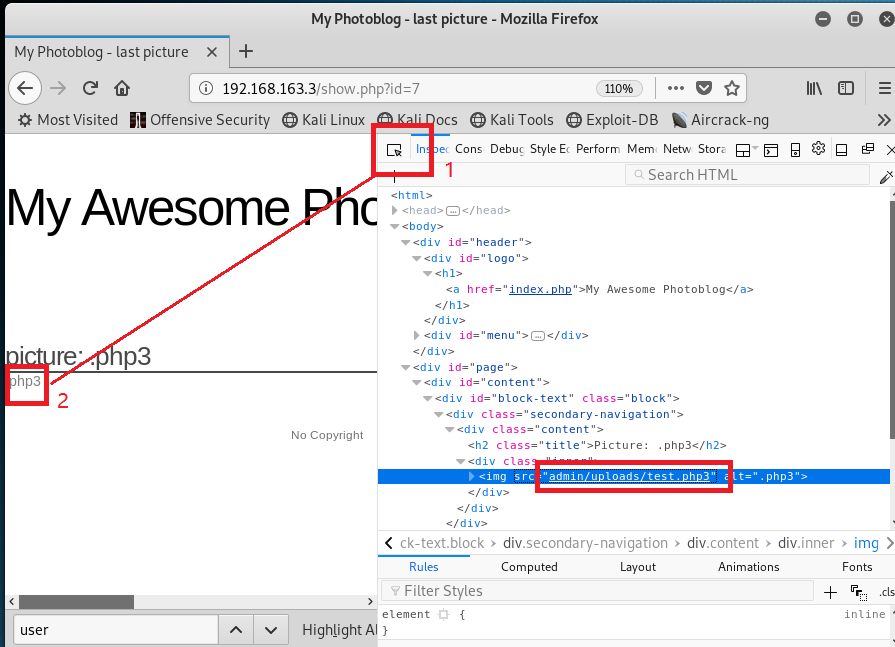 My Photoblog - last picture - Mozilla Firefox
My Photoblog - last picture
192.168.163.3/show.php?id=7
110%
Most Visited Offensive Security Kali Linux Kali Docs Kali Tools Exploit-DB Aircrack-ng
Inspec Cons Debug Style Ed Perform Mem Netw Stora
1
Search HTML
My Awesome Pho
picture: .php3
.php3
2
No Copyright
<html>
<head>…</head>
<body>
<div id="header">
<div id="logo">
<h1>
<a href="index.php">My Awesome Photoblog</a>
</h1>
</div>
<div id="menu">…</div>
</div>
<div id="page">
<div id="content">
<div id="block-text" class="block">
<div class="secondary-navigation">
<div class="content">
<h2 class="title">Picture: .php3</h2>
<div class="inner">
<img src="admin/uploads/test.php3" alt=".php3">
</div>
</div>
</div>
ck-text.block > div.secondary-navigation > div.content > div.inner > img
Rules Computed Layout Animations Fonts
Filter Styles
.cls
element {
inline
}
user
Highlight Al